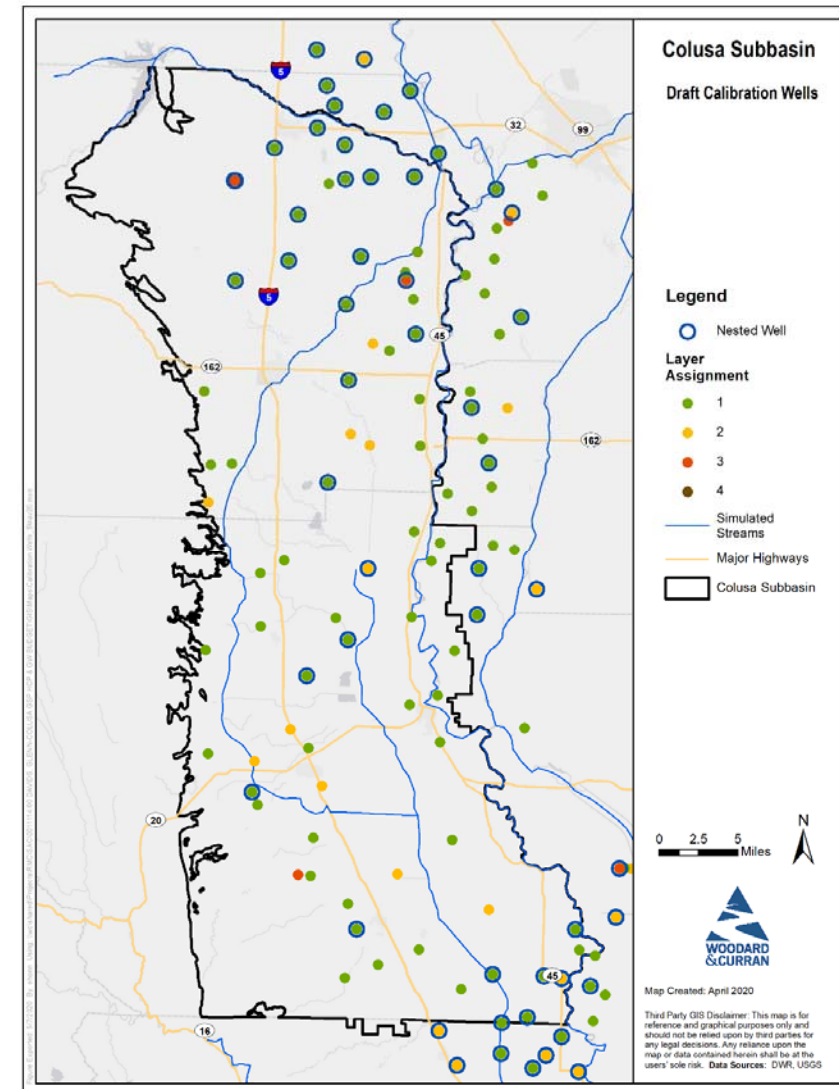 Colusa Subbasin
Draft Calibration Wells
5
32
99
5
45
162
162
20
45
16
Legend
Nested Well
Layer
Assignment
1
2
3
4
Simulated
Streams
Major Highways
Colusa Subbasin
N
0 2.5 5
Miles
WOODARD
&CURRAN
Map Created: April 2020
Third Party GIS Disclaimer: This map is for
reference and graphical purposes only and
should not be relied upon by third parties for
any legal decisions. Any reliance upon the
map or data contained herein shall be at the
users' sole risk. Data Sources: DWR, USGS